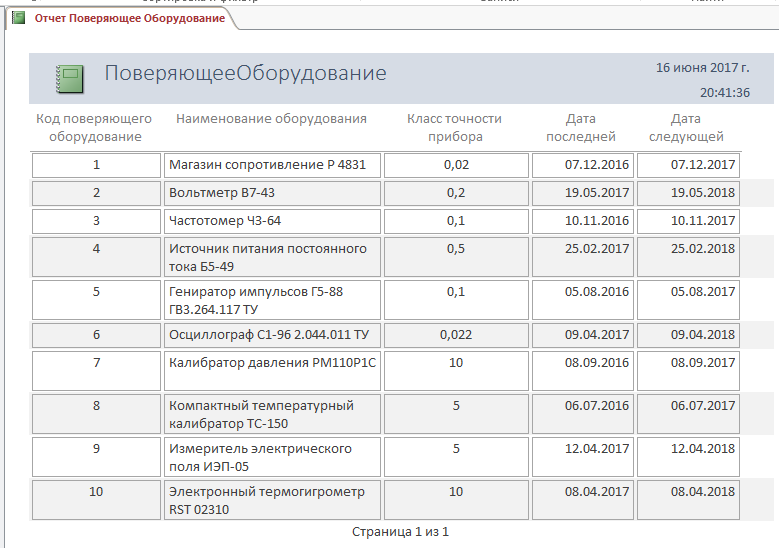 Отчет Поверяющее Оборудование
ПоверяющееОборудование
16 июня 2017 г.
20:41:36
Код поверяющего оборудование Наименование оборудования Класс точности прибора Дата последней Дата следующей
1 Магазин сопротивление Р 4831 0,02 07.12.2016 07.12.2017
2 Вольтметр В7-43 0,2 19.05.2017 19.05.2018
3 Частотомер ЧЗ-64 0,1 10.11.2016 10.11.2017
4 Источник питания постоянного 0,5 25.02.2017 25.02.2018
тока Б5-49
5 Гениратор импульсов Г5-88 0,1 05.08.2016 05.08.2017
ГВ3.264.117 ТУ
6 Осциллограф С1-96 2.044.011 ТУ 0,022 09.04.2017 09.04.2018
7 Калибратор давления РМ110Р1С 10 08.09.2016 08.09.2017
8 Компактный температурный 5 06.07.2016 06.07.2017
калибратор ТС-150
9 Измеритель электрического 5 12.04.2017 12.04.2018
поля ИЭП-05
10 Электронный термогигрометр 10 08.04.2017 08.04.2018
RST 02310
Страница 1 из 1